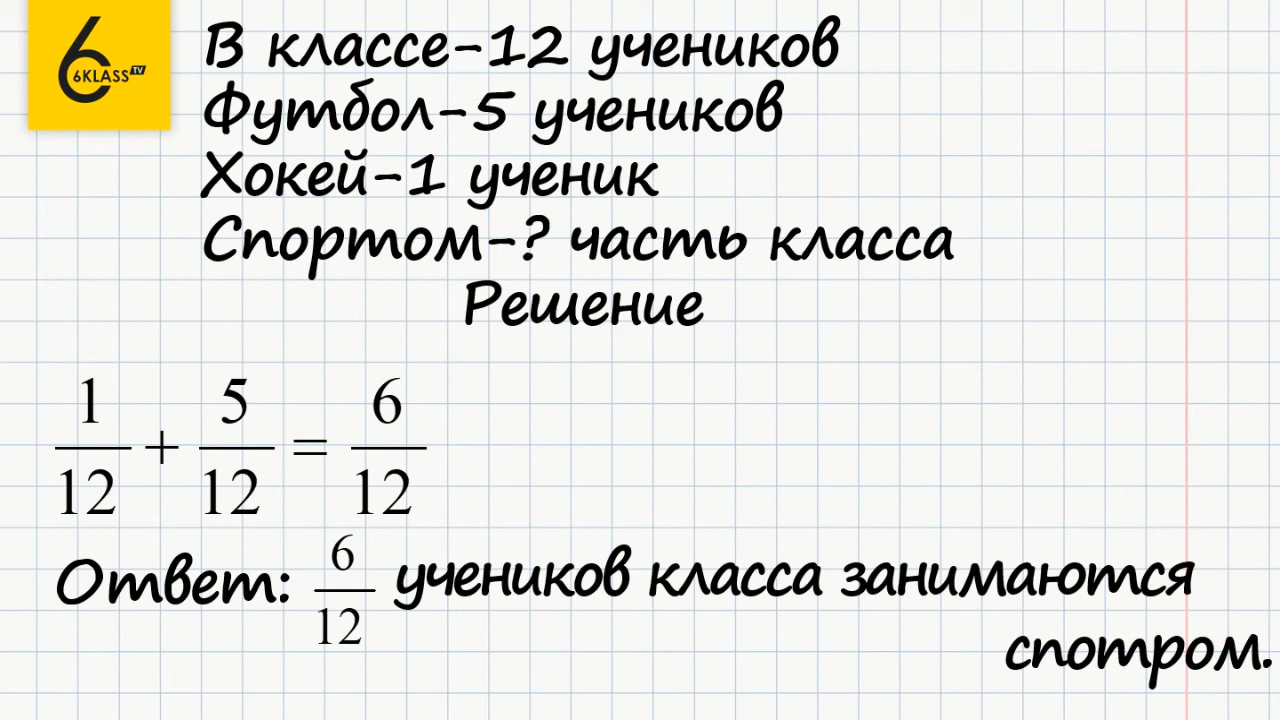 6KLASS TV
В классе-12 учеников
Футбол-5 учеников
Хокей-1 ученик
Спортом-? часть класса
Решение
1/12 + 5/12 = 6/12
Ответ: 6/12 учеников класса занимаются
спотром.